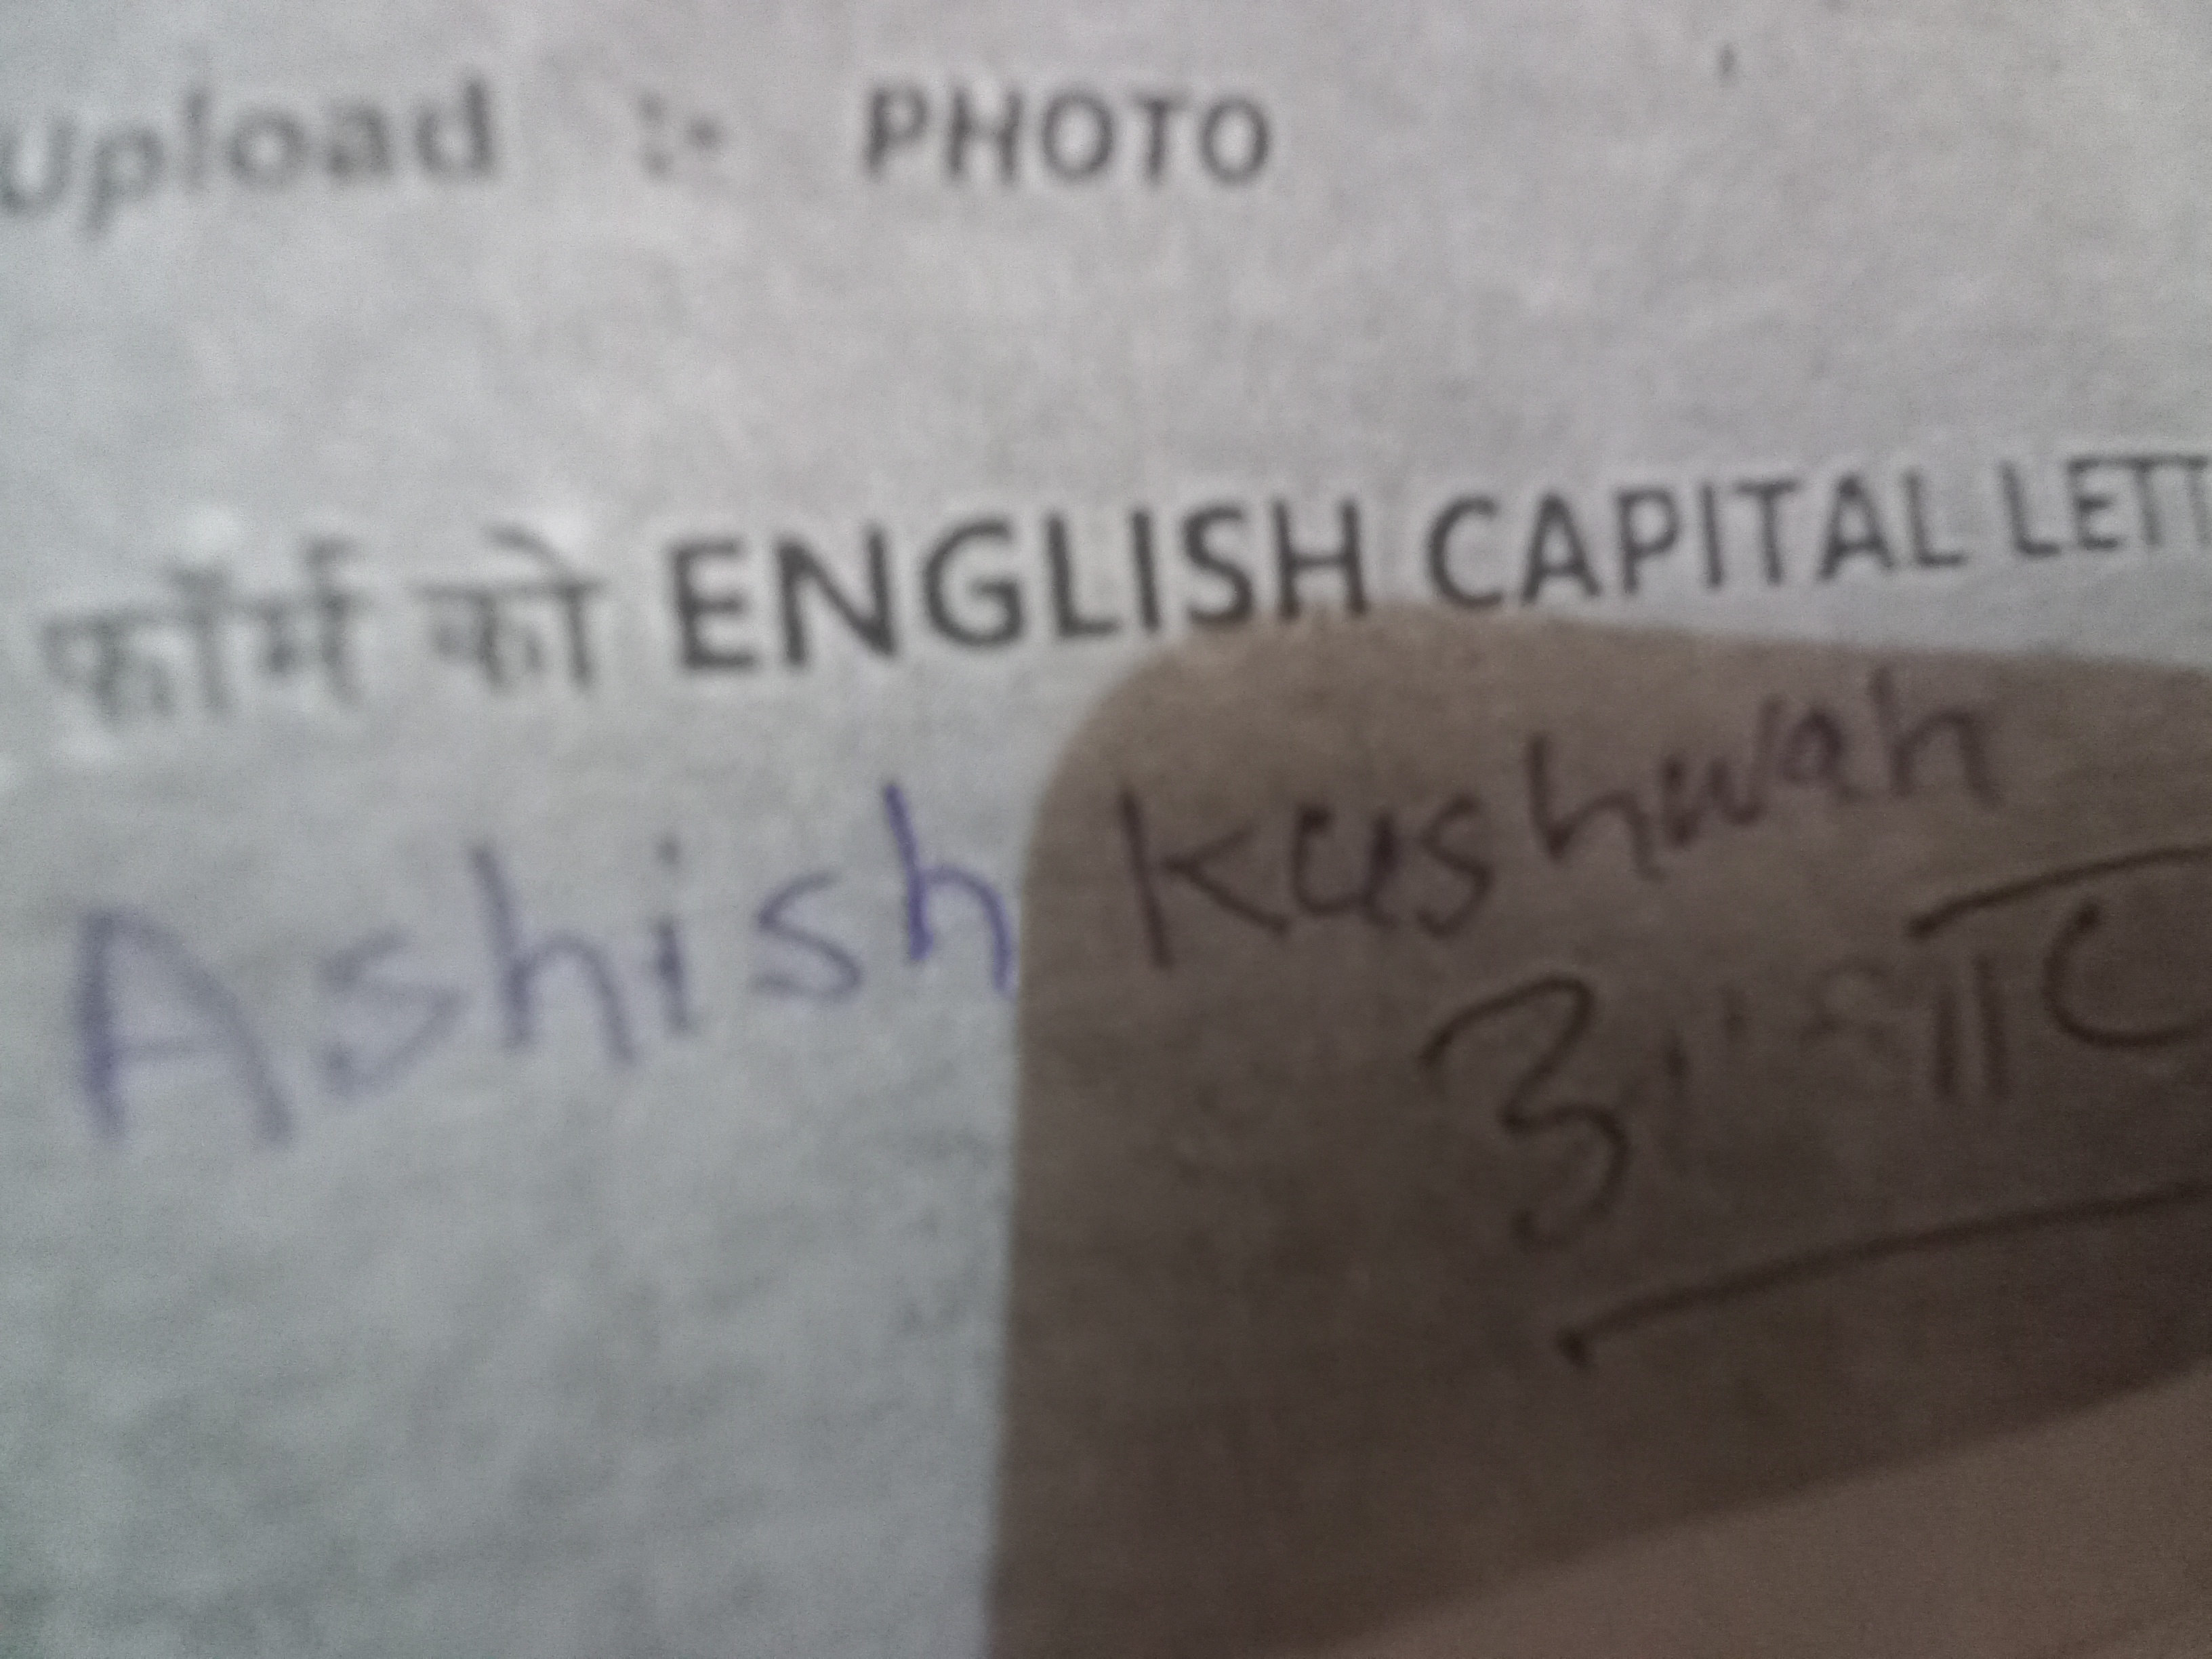 Upload :- PHOTO
फॉर्म को ENGLISH CAPITAL
Ashish Kushwah